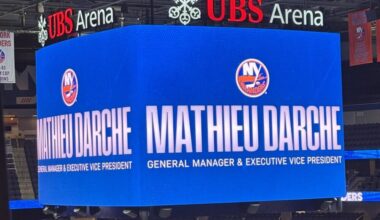 UBS Arena
UBS Arena
NY
MATHIEU DARCHE
GENERAL MANAGER & EXECUTIVE VICE PRESIDENT
NY
MATHIEU DARCHE
GENERAL MANAGER & EXECUTIVE VICE PRESIDENT
DERS